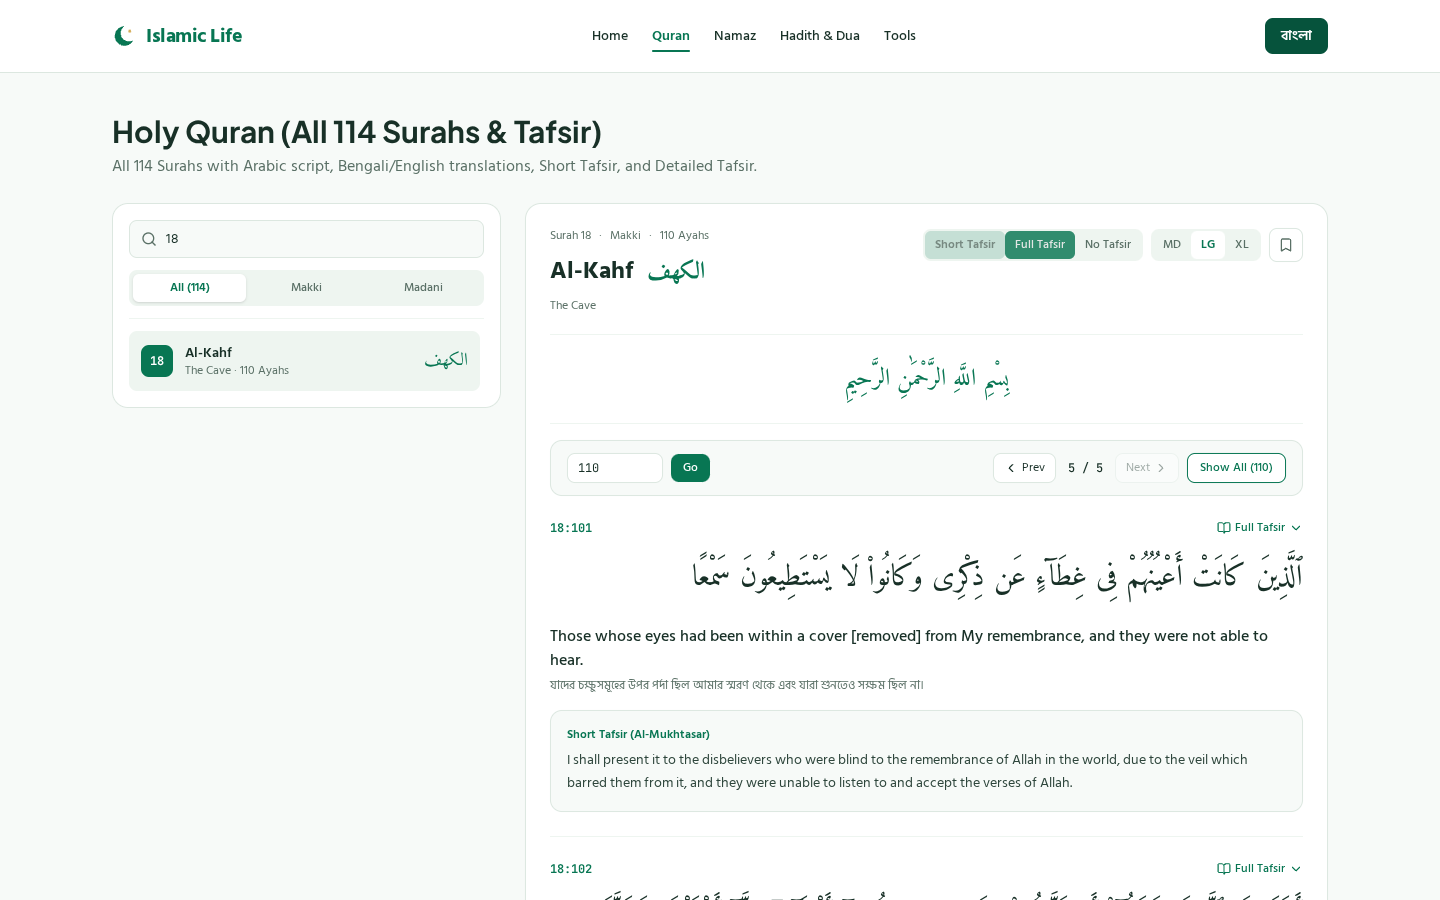 Islamic Life
Home
Quran
Namaz
Hadith & Dua
Tools
বাংলা
Holy Quran (All 114 Surahs & Tafsir)
All 114 Surahs with Arabic script, Bengali/English translations, Short Tafsir, and Detailed Tafsir.
18
All (114)
Makki
Madani
18
Al-Kahf
The Cave · 110 Ayahs
الكهف
Surah 18 · Makki · 110 Ayahs
Al-Kahf الكهف
The Cave
Short Tafsir
Full Tafsir
No Tafsir
MD
LG
XL
بِسْمِ اللَّهِ الرَّحْمَٰنِ الرَّحِيمِ
110
Go
Prev
5 / 5
Next
Show All (110)
18:101
Full Tafsir
ٱلَّذِينَ كَانَتْ أَعْيُنُهُمْ فِى غِطَآءٍ عَن ذِكْرِى وَكَانُوا۟ لَا يَسْتَطِيعُونَ سَمْعًا
Those whose eyes had been within a cover [removed] from My remembrance, and they were not able to
hear.
যাদের চক্ষুসমূহের উপর পর্দা ছিল আমার স্মরণ থেকে এবং যারা শুনতেও সক্ষম ছিল না।
Short Tafsir (Al-Mukhtasar)
I shall present it to the disbelievers who were blind to the remembrance of Allah in the world, due to the veil which
barred them from it, and they were unable to listen to and accept the verses of Allah.
18:102
Full Tafsir